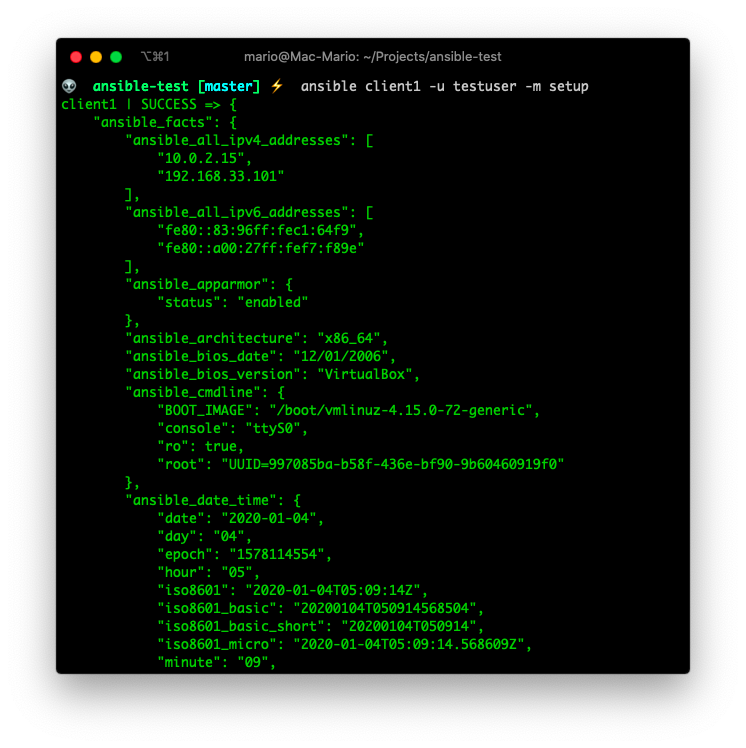 ⌥⌘1 mario@Mac-Mario: ~/Projects/ansible-test
👽 ansible-test [master] ⚡ ansible client1 -u testuser -m setup
client1 | SUCCESS => {
    "ansible_facts": {
        "ansible_all_ipv4_addresses": [
            "10.0.2.15",
            "192.168.33.101"
        ],
        "ansible_all_ipv6_addresses": [
            "fe80::83:96ff:fec1:64f9",
            "fe80::a00:27ff:fef7:f89e"
        ],
        "ansible_apparmor": {
            "status": "enabled"
        },
        "ansible_architecture": "x86_64",
        "ansible_bios_date": "12/01/2006",
        "ansible_bios_version": "VirtualBox",
        "ansible_cmdline": {
            "BOOT_IMAGE": "/boot/vmlinuz-4.15.0-72-generic",
            "console": "ttyS0",
            "ro": true,
            "root": "UUID=997085ba-b58f-436e-bf90-9b60460919f0"
        },
        "ansible_date_time": {
            "date": "2020-01-04",
            "day": "04",
            "epoch": "1578114554",
            "hour": "05",
            "iso8601": "2020-01-04T05:09:14Z",
            "iso8601_basic": "20200104T050914568504",
            "iso8601_basic_short": "20200104T050914",
            "iso8601_micro": "2020-01-04T05:09:14.568609Z",
            "minute": "09",